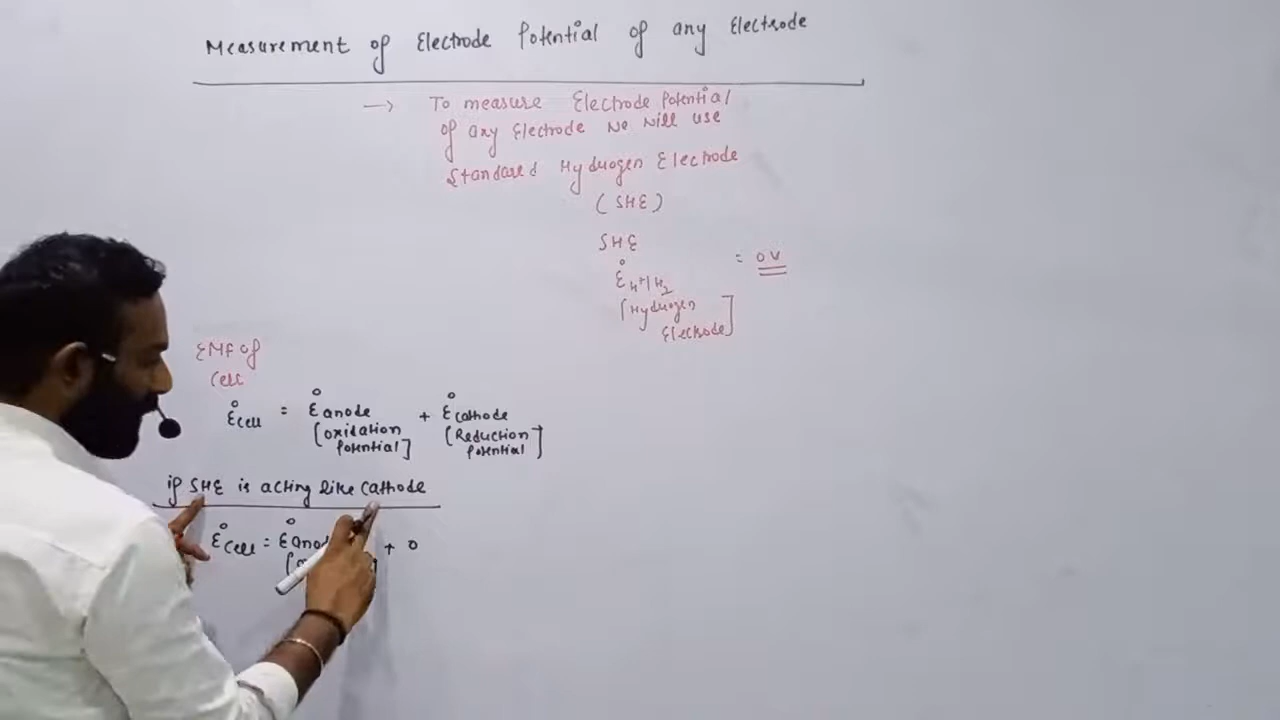 Measurement of Electrode Potential of any Electrode
→ To measure Electrode Potential
of any Electrode we will use
Standard Hydrogen Electrode
(SHE)
SHE
E°H+/H2 = 0V
[Hydrogen
Electrode]
EMF of
Cell
E°cell = E°anode + E°cathode
[oxidation [Reduction
Potential] Potential]
if SHE is acting like cathode
E°cell = + 0